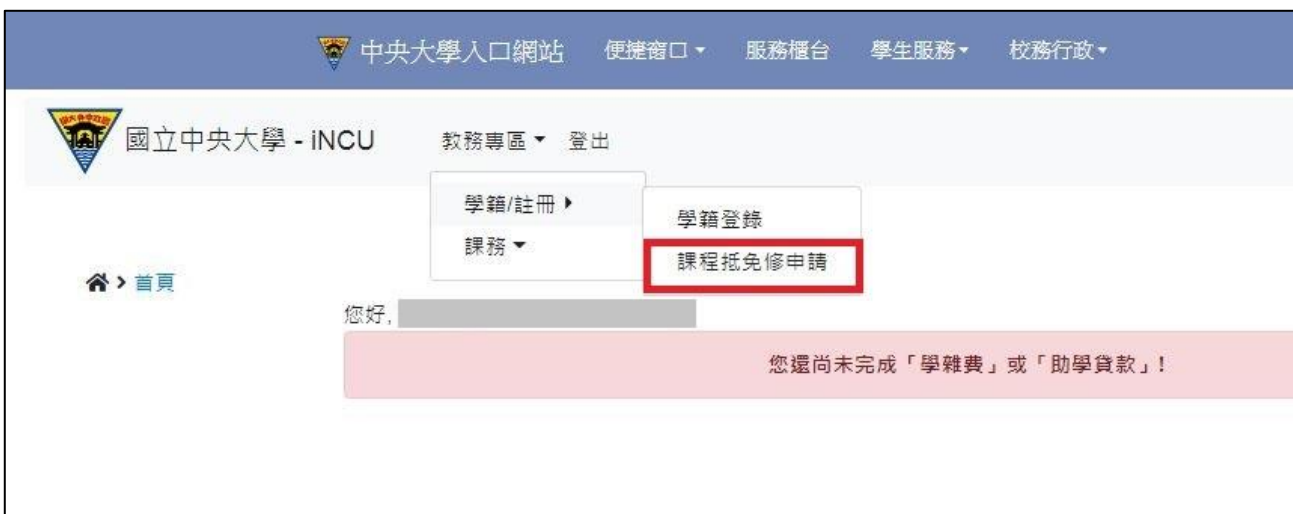 中央大學入口網站 便捷窗口 服務櫃台 學生服務 校務行政
國立中央大學 - iNCU 教務專區 登出
學籍/註冊 學籍登錄
課務 課程抵免修申請
首頁
您好,
您還尚未完成「學雜費」或「助學貸款」!